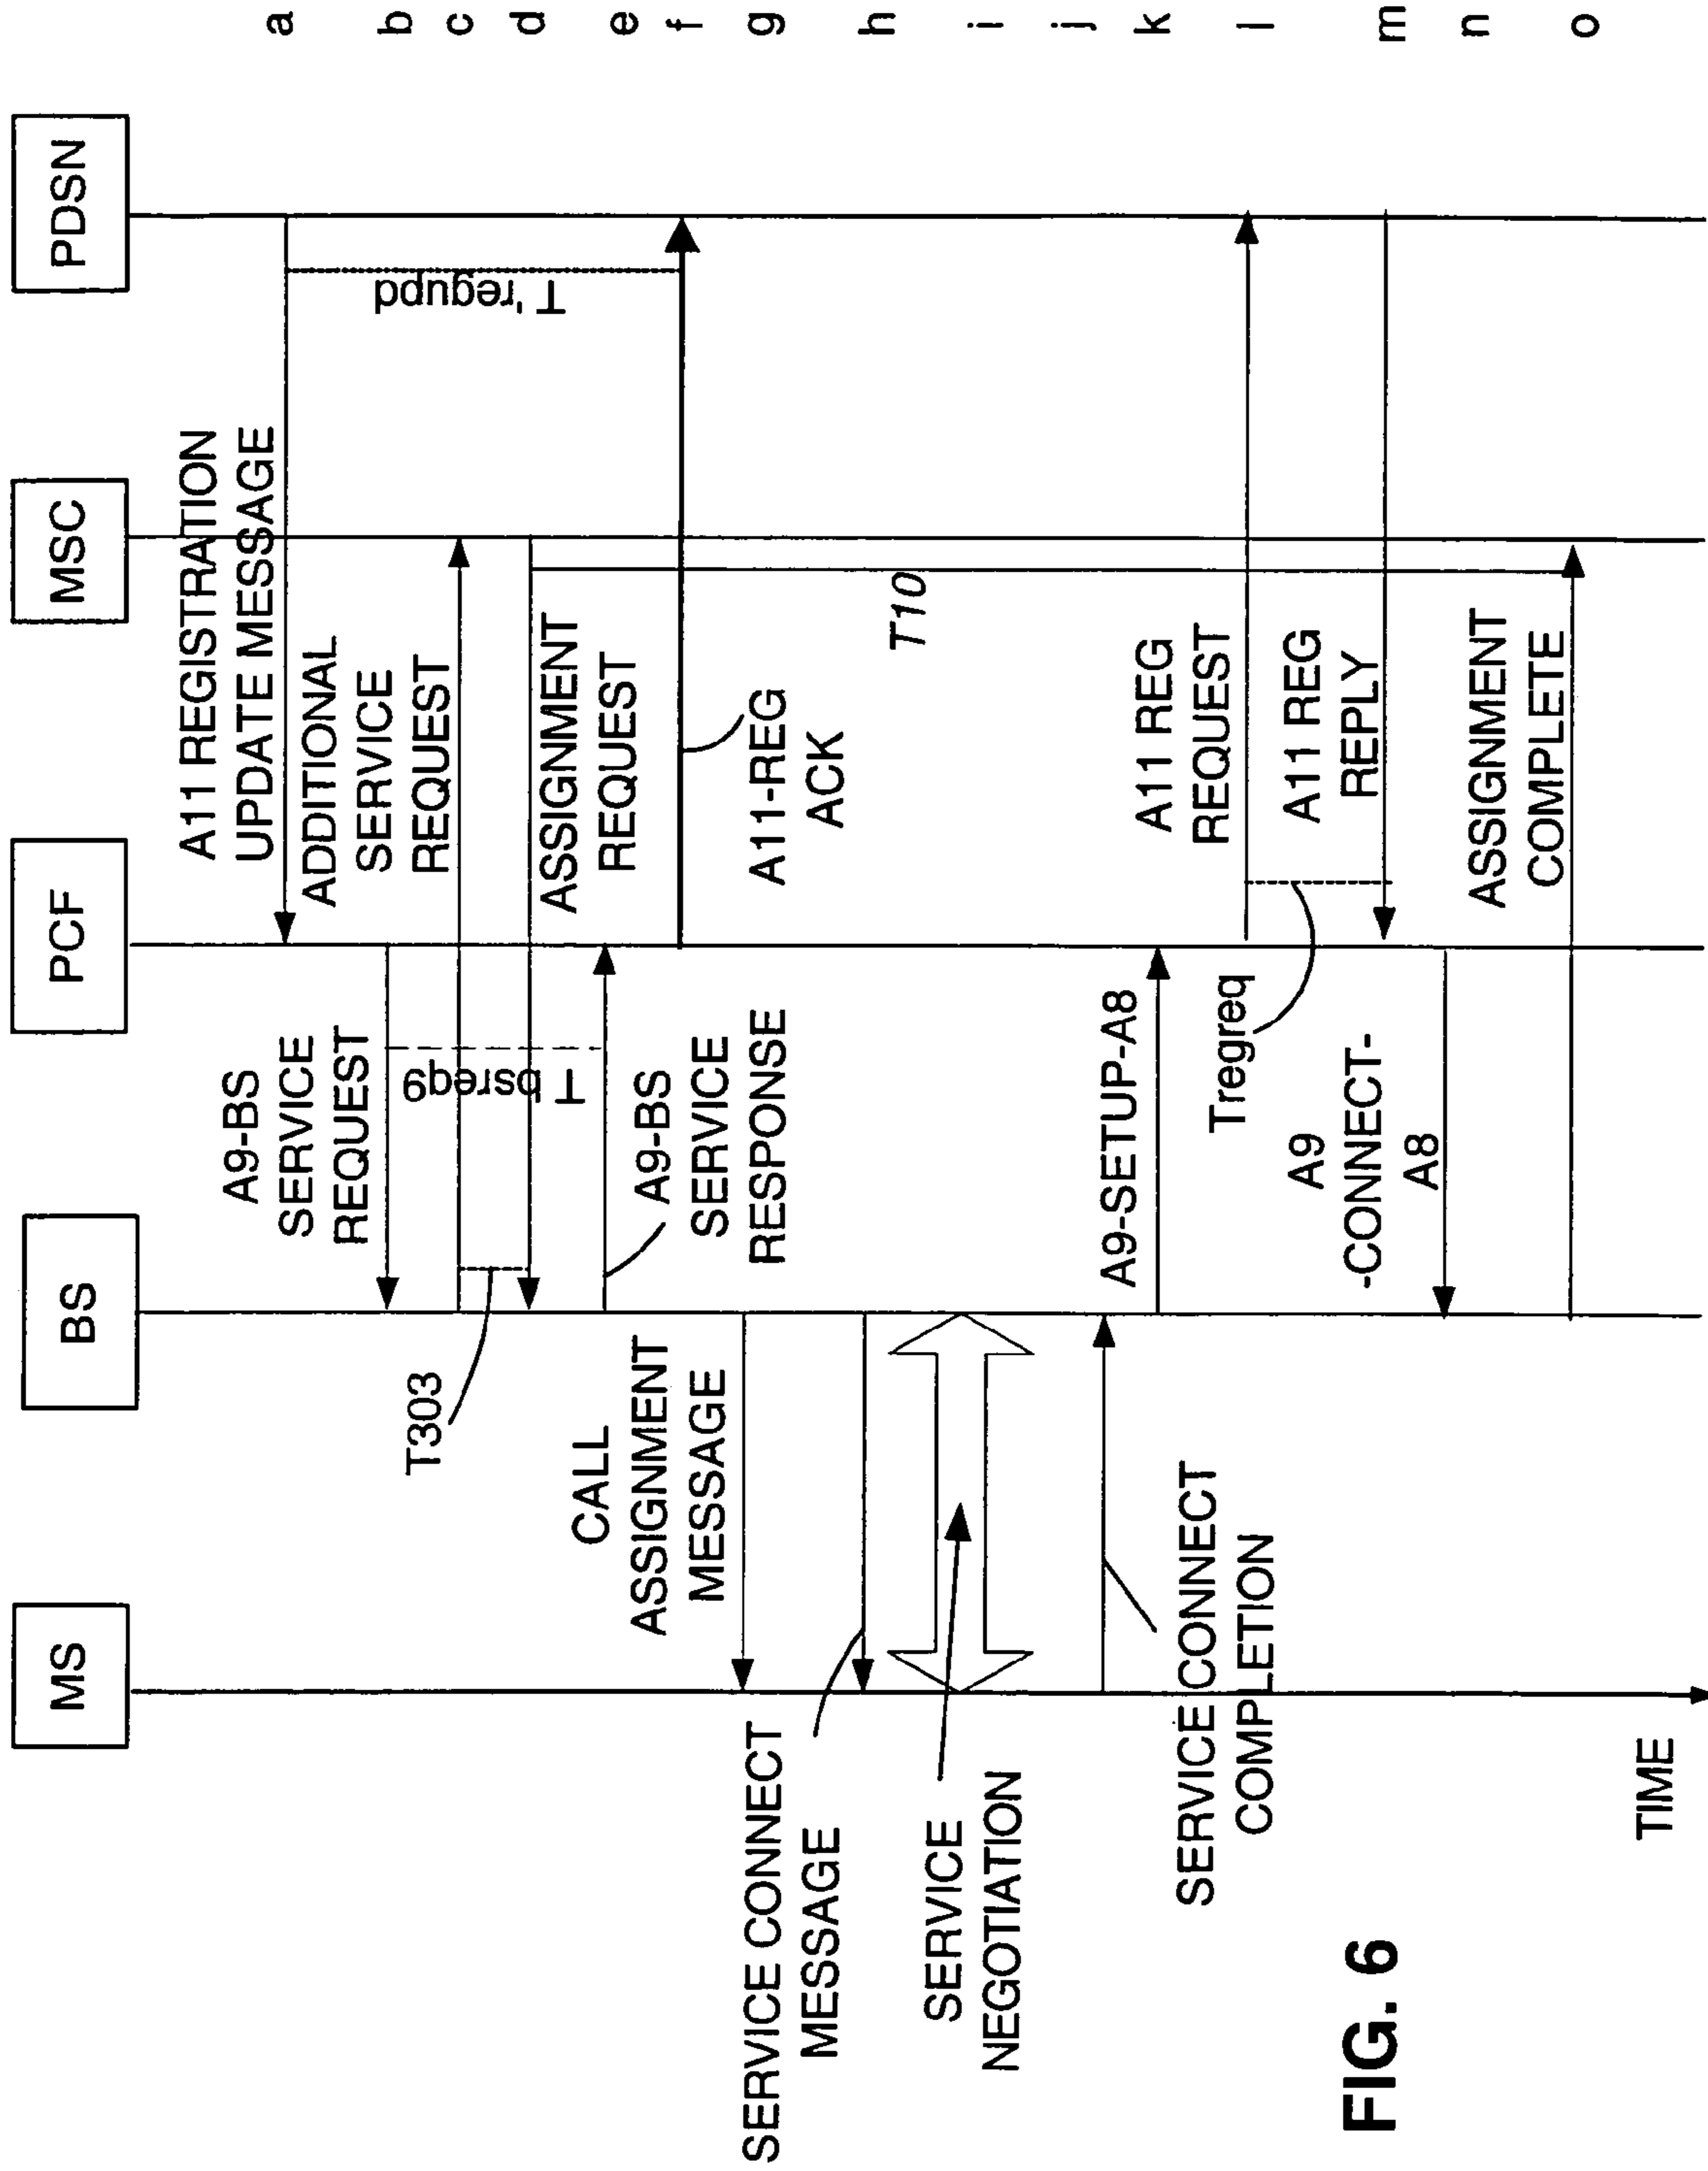 MS
BS
PCF
MSC
PDSN
a
b
c
d
e
f
g
h
i
j
k
l
m
n
o
A11 REGISTRATION
UPDATE MESSAGE
T'regupd
A9-BS
SERVICE
REQUEST
ADDITIONAL
SERVICE
REQUEST
T bsreq9
T303
ASSIGNMENT
REQUEST
A9-BS
SERVICE
RESPONSE
A11-REG
ACK
T10
CALL
ASSIGNMENT
MESSAGE
SERVICE CONNECT
MESSAGE
SERVICE
NEGOTIATION
SERVICE CONNECT
COMPLETION
A9-SETUP-A8
A11 REG
REQUEST
Tregreq
A11 REG
REPLY
A9
-CONNECT-
A8
ASSIGNMENT
COMPLETE
TIME
FIG. 6